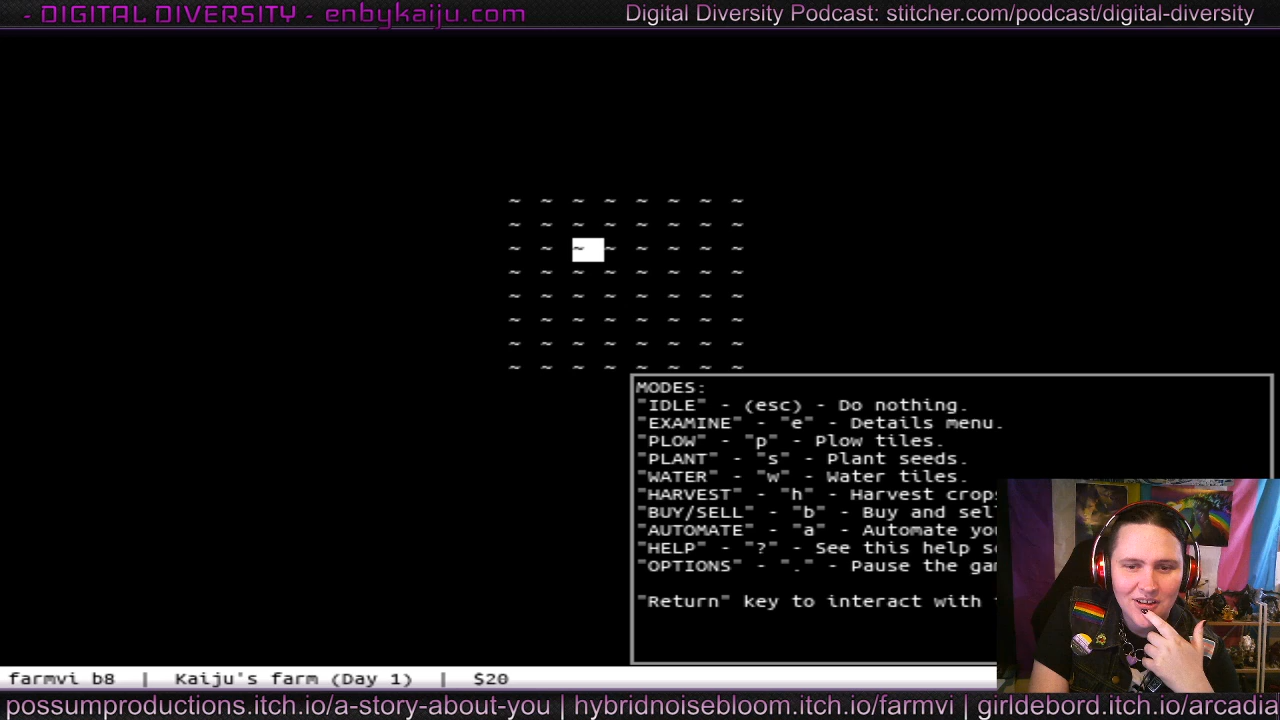 - DIGITAL DIVERSITY - enbykaiju.com
Digital Diversity Podcast: stitcher.com/podcast/digital-diversity
~ ~ ~ ~ ~ ~ ~ ~
~ ~ ~ ~ ~ ~ ~ ~
~ ~ ~ ~ ~ ~ ~ ~
~ ~ ~ ~ ~ ~ ~ ~
~ ~ ~ ~ ~ ~ ~ ~
~ ~ ~ ~ ~ ~ ~ ~
~ ~ ~ ~ ~ ~ ~ ~
~ ~ ~ ~ ~ ~ ~ ~
MODES:
"IDLE" - (esc) - Do nothing.
"EXAMINE" - "e" - Details menu.
"PLOW" - "p" - Plow tiles.
"PLANT" - "s" - Plant seeds.
"WATER" - "w" - Water tiles.
"HARVEST" - "h" - Harvest crops
"BUY/SELL" - "b" - Buy and sel
"AUTOMATE" - "a" - Automate yo
"HELP" - "?" - See this help s
"OPTIONS" - "." - Pause the ga
"Return" key to interact with
farmvi b8 | Kaiju's farm (Day 1) | $20
possumproductions.itch.io/a-story-about-you | hybridnoisebloom.itch.io/farmvi | girldebord.itch.io/arcadia